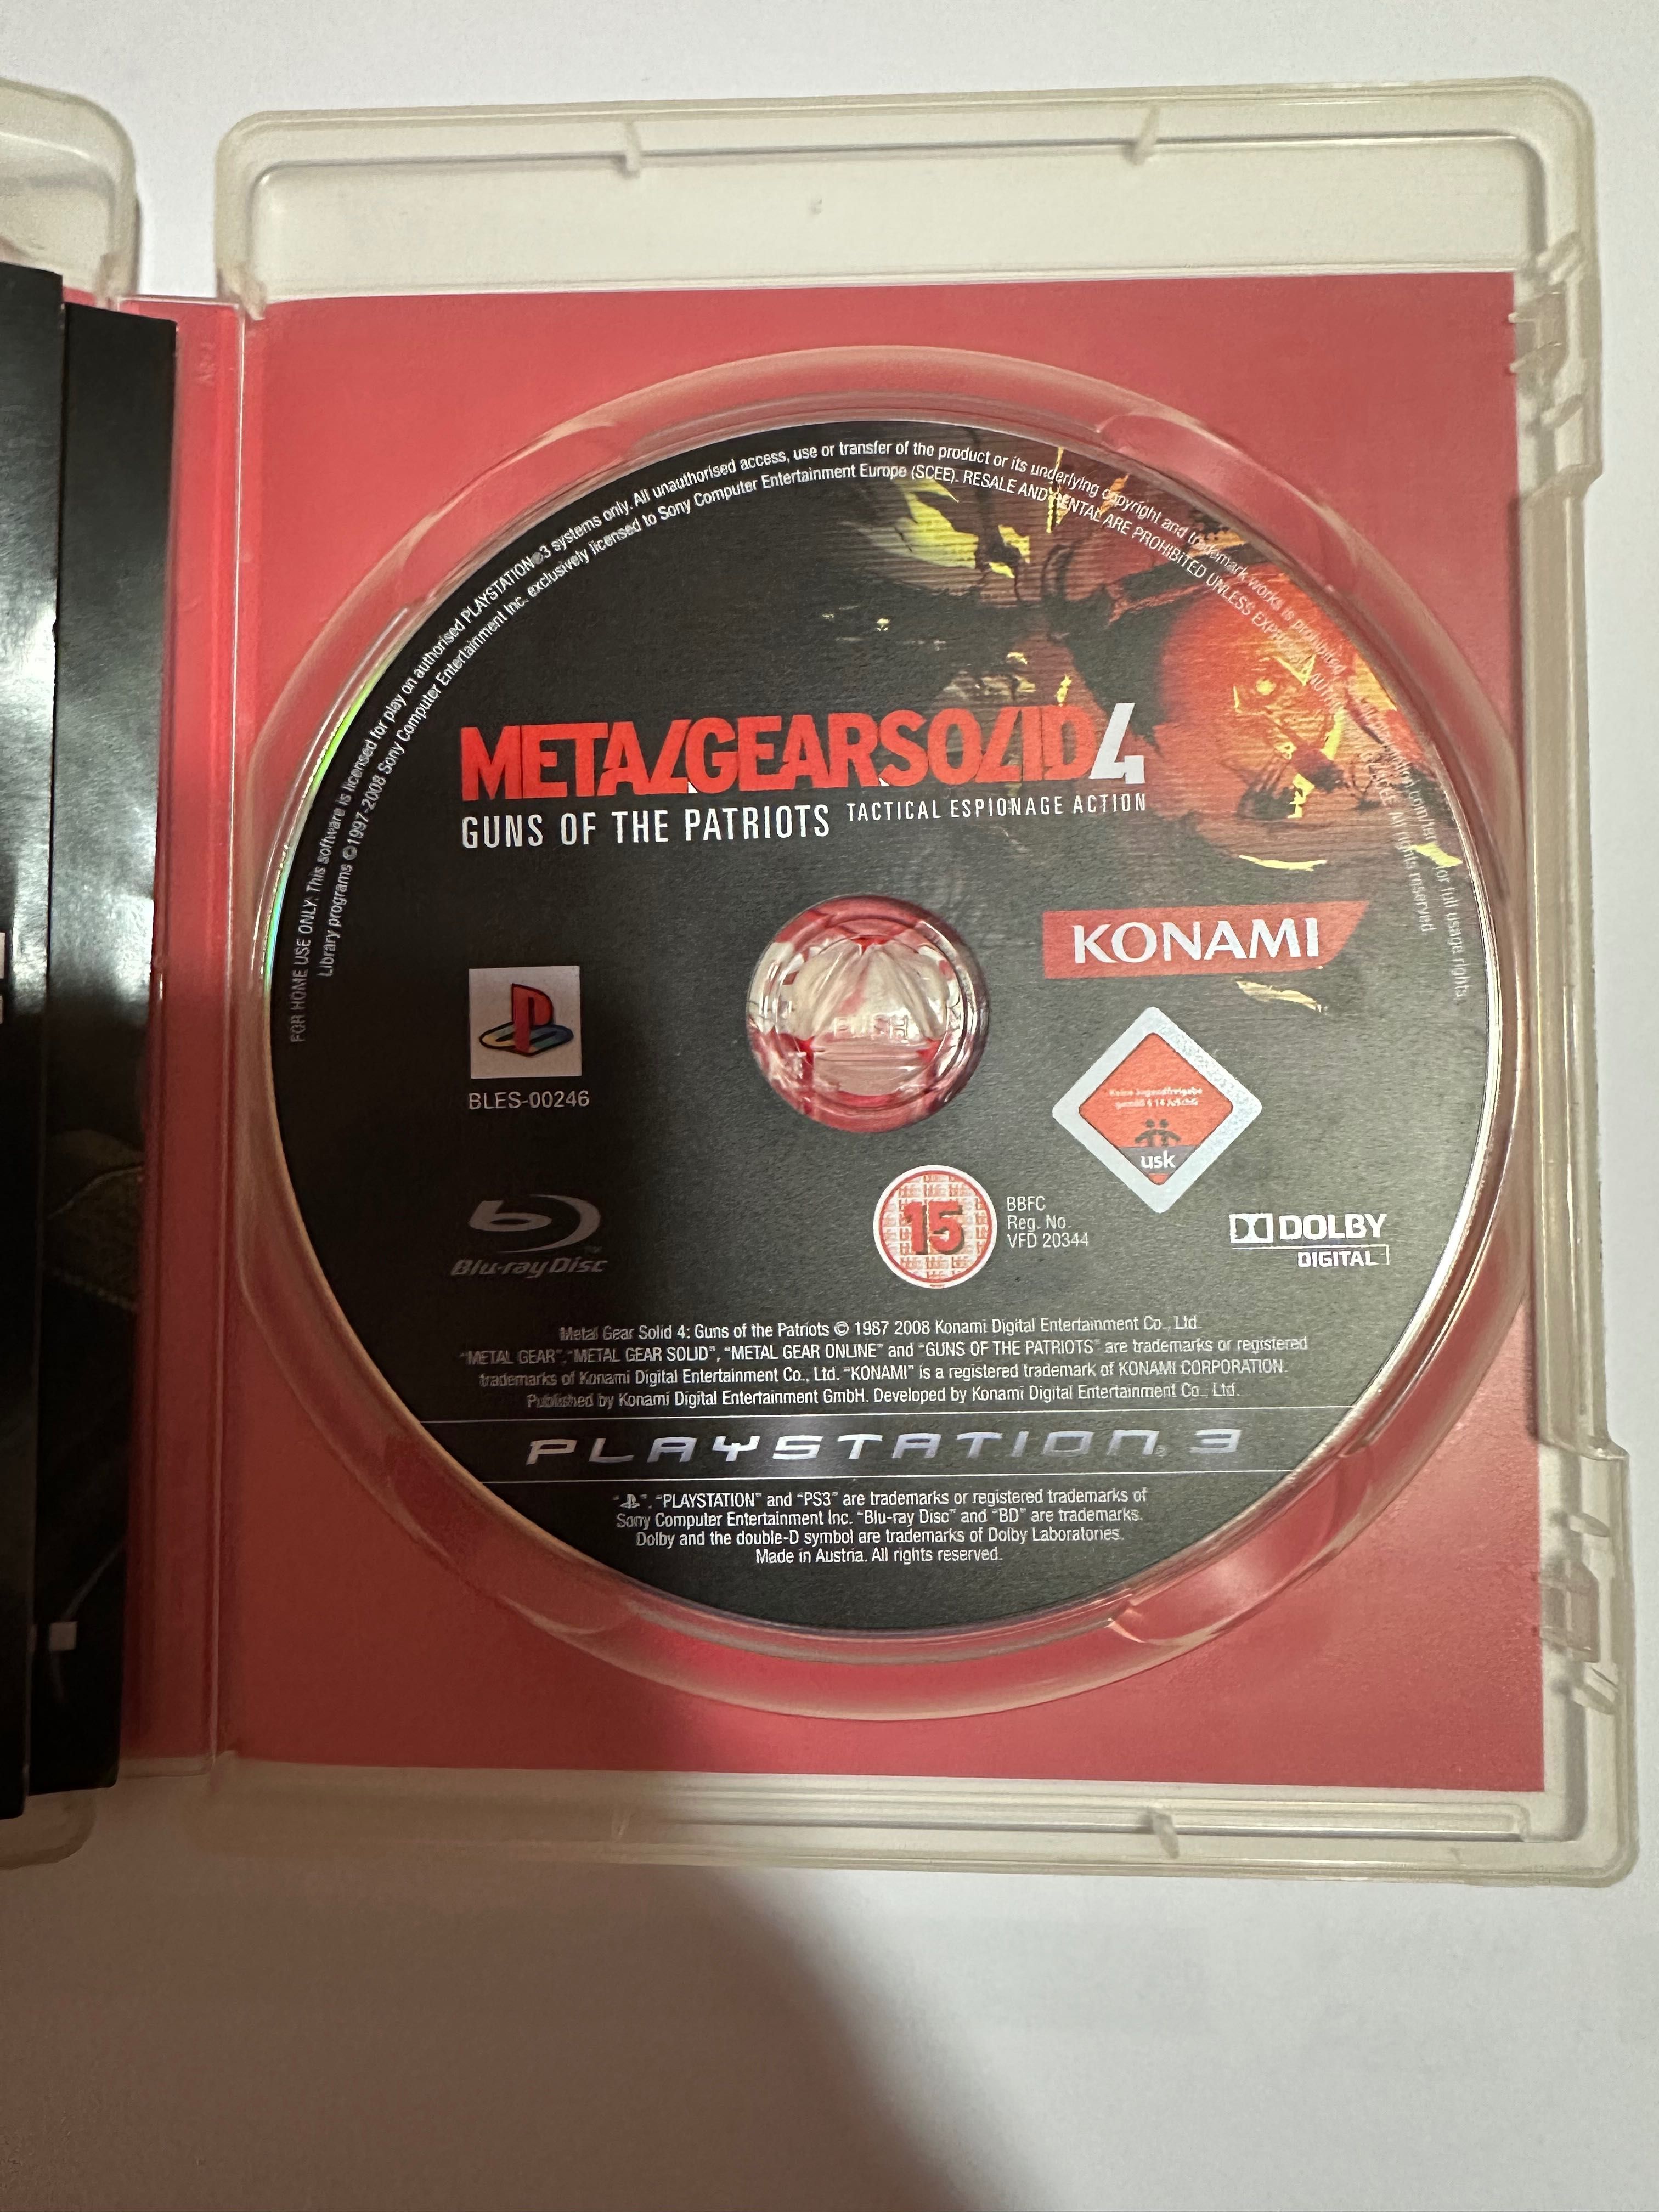 FOR HOME USE ONLY: This software is licensed for play on authorised PLAYSTATION®3 systems only. All unauthorised access, use or transfer of the product or its underlying copyright and trademark works is prohibited. for full usage rights
Library programs ©1997-2008 Sony Computer Entertainment Inc. exclusively licensed to Sony Computer Entertainment Europe (SCEE). RESALE AND RENTAL ARE PROHIBITED UNLESS All rights reserved
METAL GEAR SOLID 4
GUNS OF THE PATRIOTS TACTICAL ESPIONAGE ACTION
KONAMI
PUSH
BLES-00246
Keine Jugendfreigabe
gemäß § 14 JuSchG
usk
Blu-ray Disc
15
BBFC
Reg. No.
VFD 20344
DOLBY
DIGITAL
Metal Gear Solid 4: Guns of the Patriots © 1987 2008 Konami Digital Entertainment Co., Ltd.
"METAL GEAR", "METAL GEAR SOLID", "METAL GEAR ONLINE" and "GUNS OF THE PATRIOTS" are trademarks or registered
trademarks of Konami Digital Entertainment Co., Ltd. "KONAMI" is a registered trademark of KONAMI CORPORATION.
Published by Konami Digital Entertainment GmbH. Developed by Konami Digital Entertainment Co., Ltd.
PLAYSTATION®3
"PLAYSTATION" and "PS3" are trademarks or registered trademarks of
Sony Computer Entertainment Inc. "Blu-ray Disc" and "BD" are trademarks.
Dolby and the double-D symbol are trademarks of Dolby Laboratories.
Made in Austria. All rights reserved.